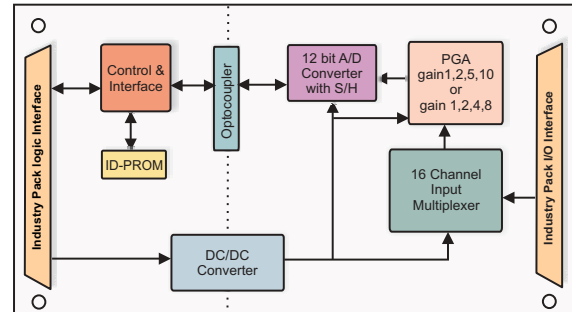 Industry Pack logic Interface
Control &
Interface
ID-PROM
Optocoupler
12 bit A/D
Converter
with S/H
PGA
gain1,2,5,10
or
gain 1,2,4,8
16 Channel
Input
Multiplexer
DC/DC
Converter
Industry Pack I/O Interface